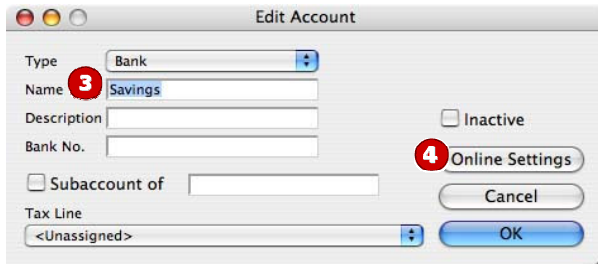 Edit Account
Type Bank
Name 3 Savings
Description
Inactive
Bank No.
4 Online Settings
Subaccount of
Cancel
Tax Line
<Unassigned> OK